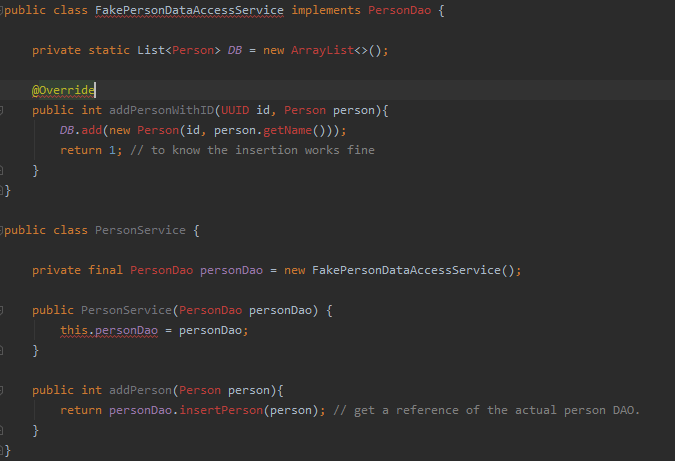 public class FakePersonDataAccessService implements PersonDao {
private static List<Person> DB = new ArrayList<>();
@Override
public int addPersonWithID(UUID id, Person person){
DB.add(new Person(id, person.getName()));
return 1; // to know the insertion works fine
}
}
public class PersonService {
private final PersonDao personDao = new FakePersonDataAccessService();
public PersonService(PersonDao personDao) {
this.personDao = personDao;
}
public int addPerson(Person person){
return personDao.insertPerson(person); // get a reference of the actual person DAO.
}
}